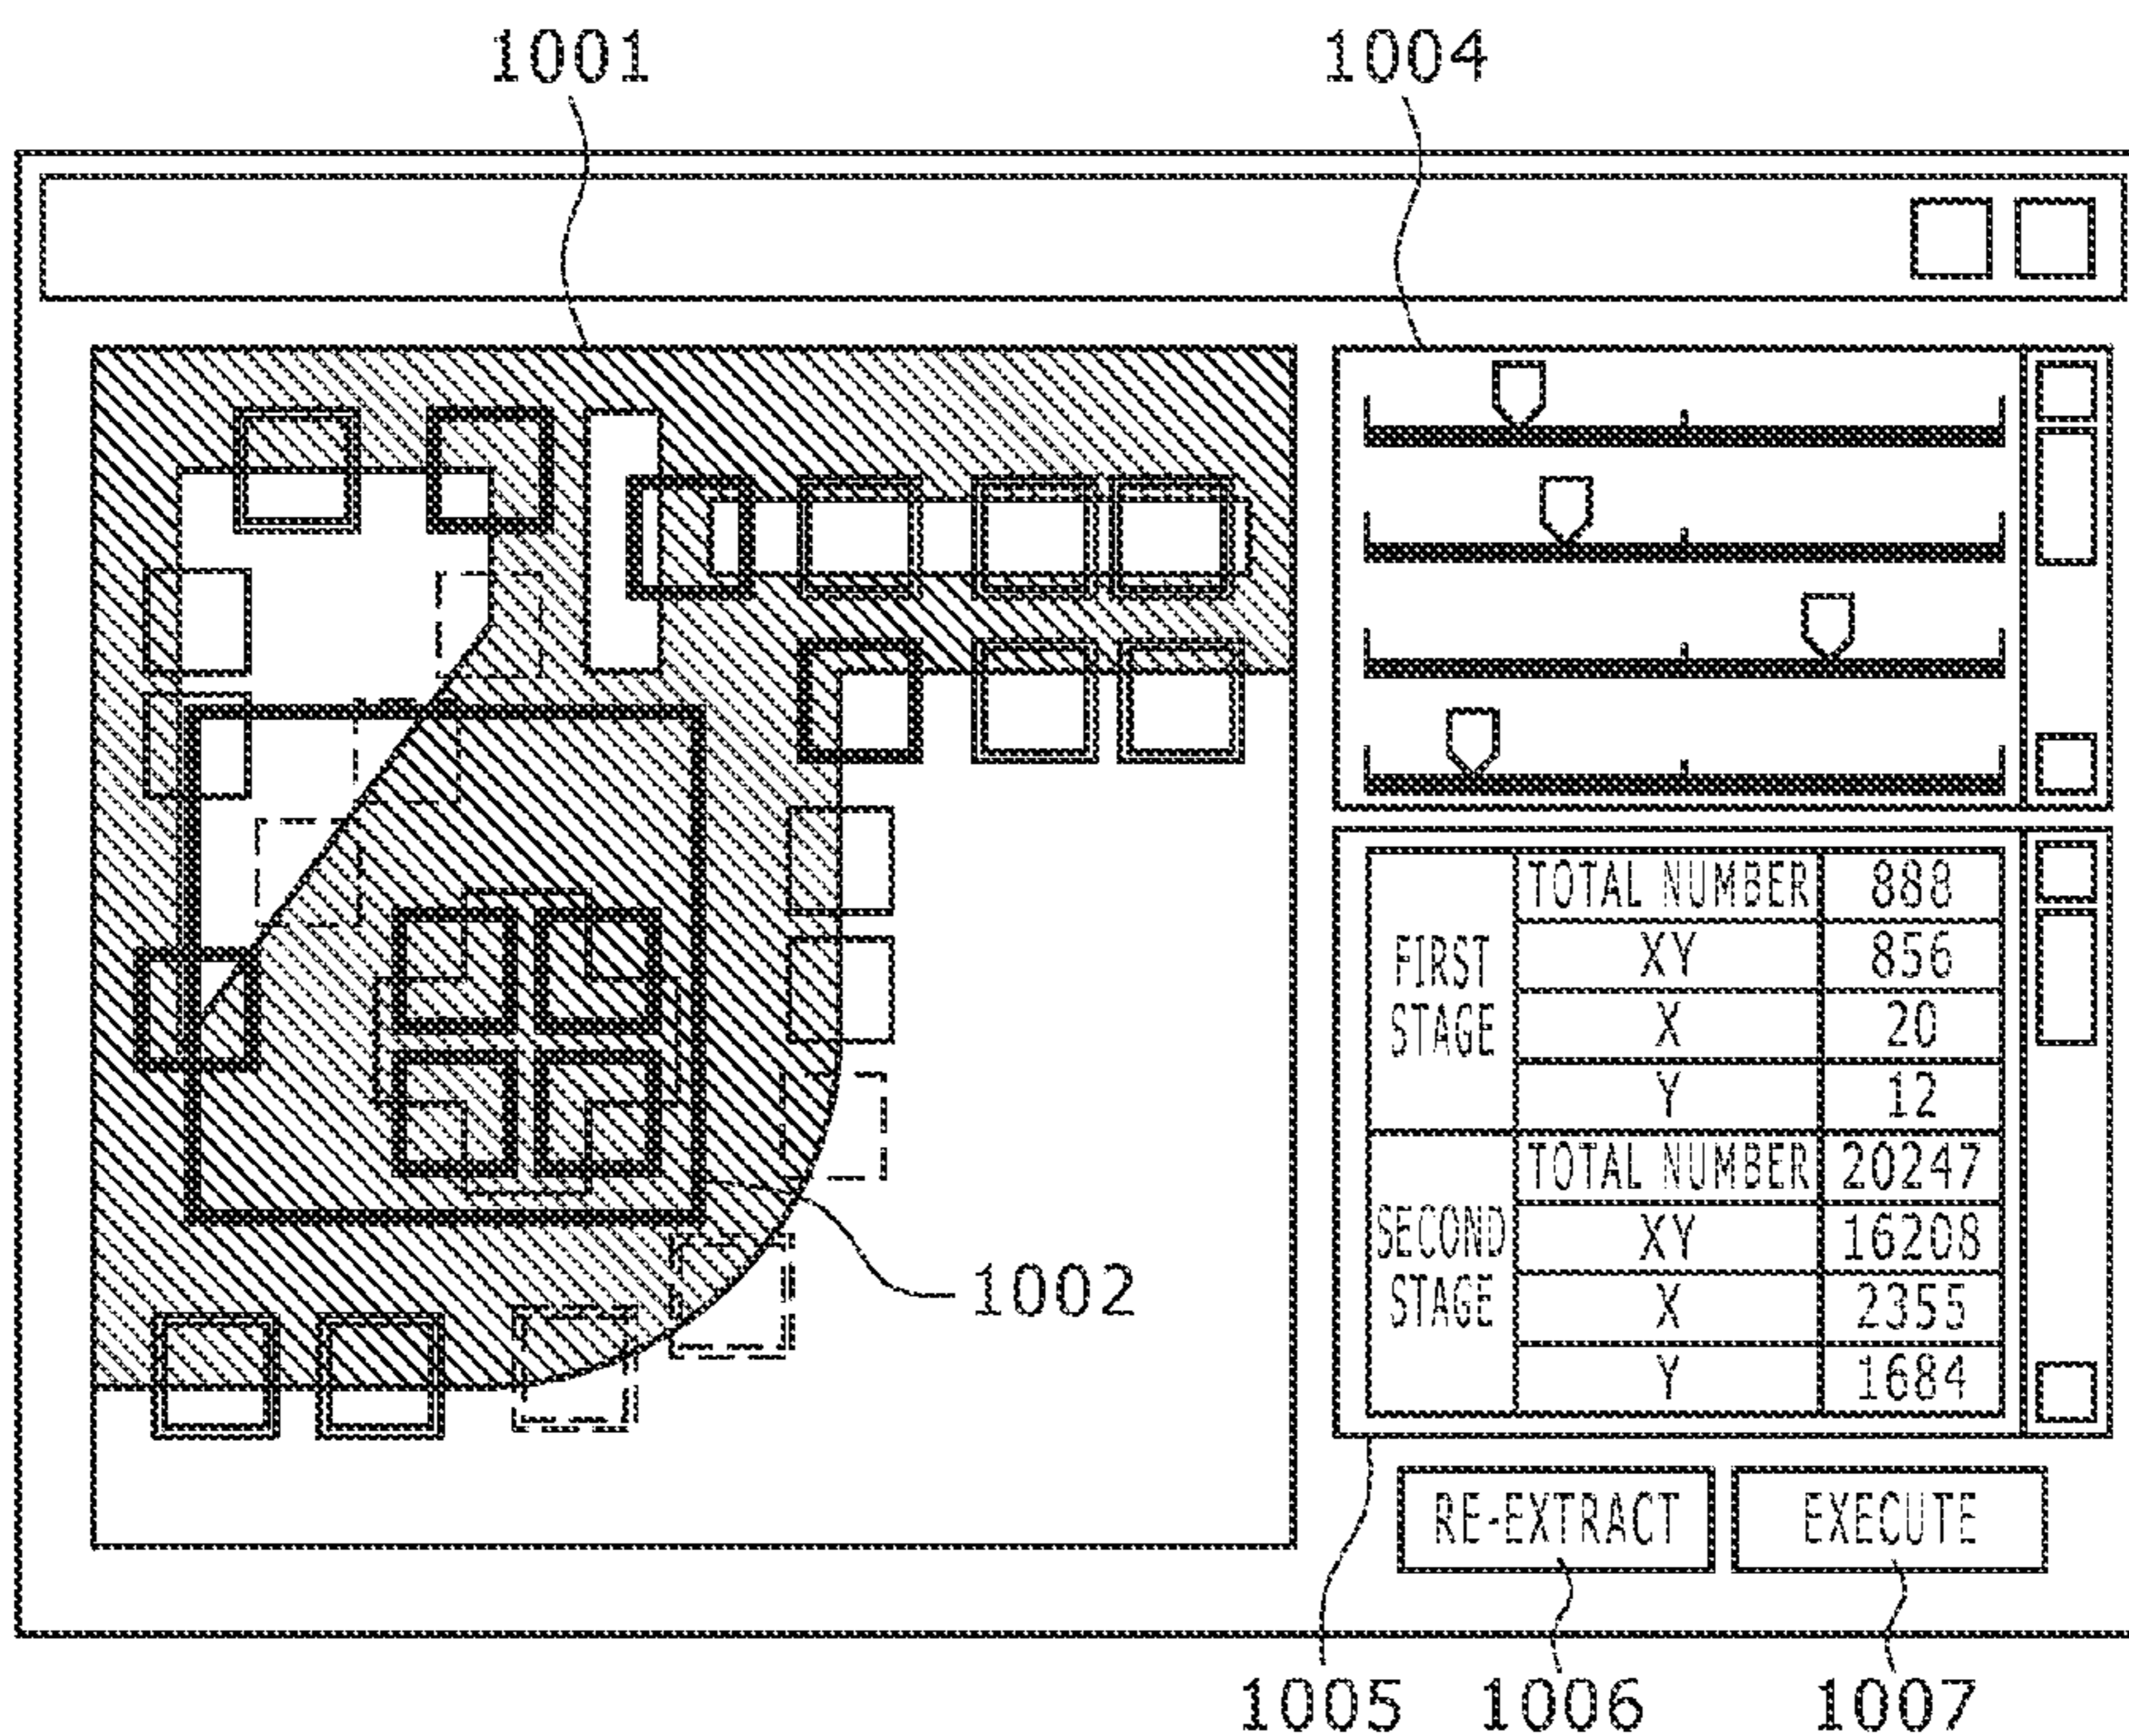 1001
1004
TOTAL NUMBER 888
FIRST STAGE
XY 856
X 20
Y 12
TOTAL NUMBER 20247
SECOND STAGE
XY 16208
X 2355
Y 1684
1002
RE-EXTRACT
EXECUTE
1005
1006
1007